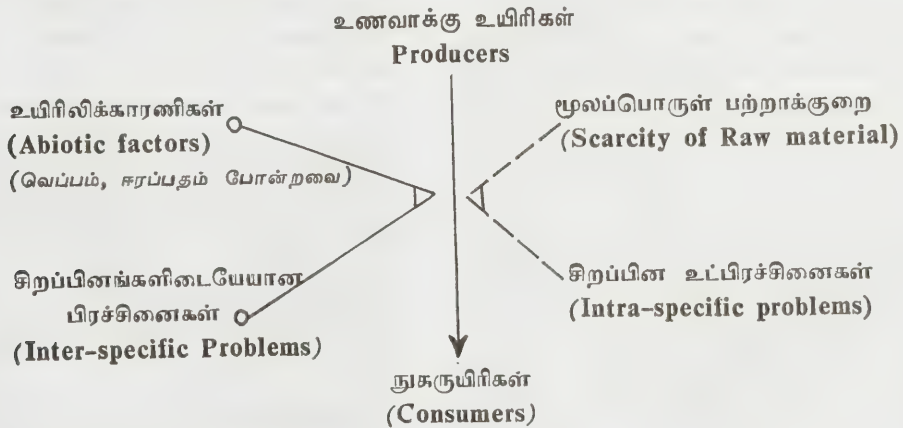 உணவாக்கு உயிரிகள்
Producers
உயிரிலிக்காரணிகள்
(Abiotic factors)
(வெப்பம், ஈரப்பதம் போன்றவை)
மூலப்பொருள் பற்றாக்குறை
(Scarcity of Raw material)
சிறப்பினங்களிடையேயான
பிரச்சினைகள்
(Inter-specific Problems)
சிறப்பின உட்பிரச்சினைகள்
(Intra-specific problems)
நுகருயிரிகள்
(Consumers)